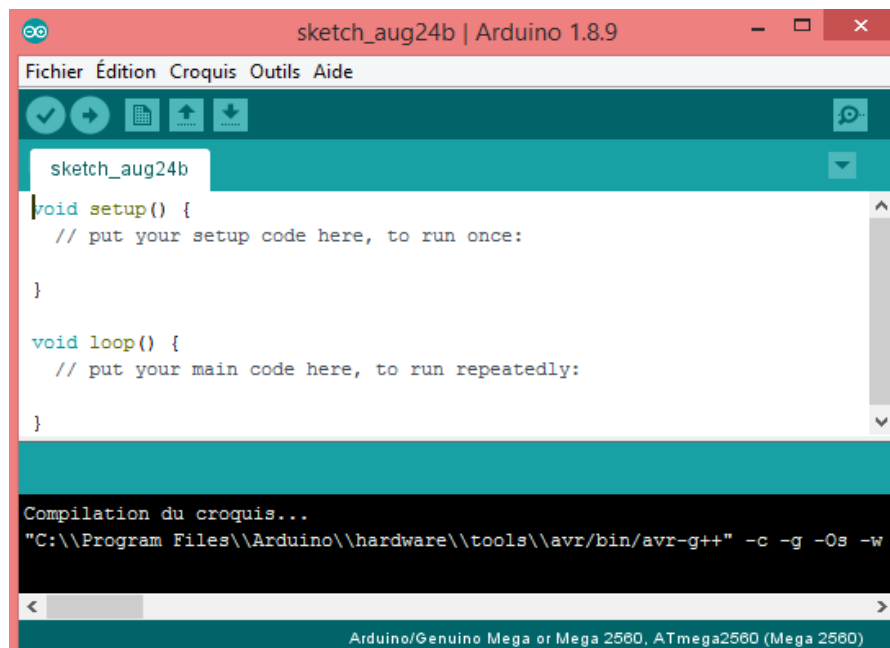 sketch_aug24b | Arduino 1.8.9
Fichier Édition Croquis Outils Aide
sketch_aug24b
void setup() {
  // put your setup code here, to run once:
}
void loop() {
  // put your main code here, to run repeatedly:
}
Compilation du croquis...
"C:\\Program Files\\Arduino\\hardware\\tools\\avr/bin/avr-g++" -c -g -Os -w
Arduino/Genuino Mega or Mega 2560, ATmega2560 (Mega 2560)